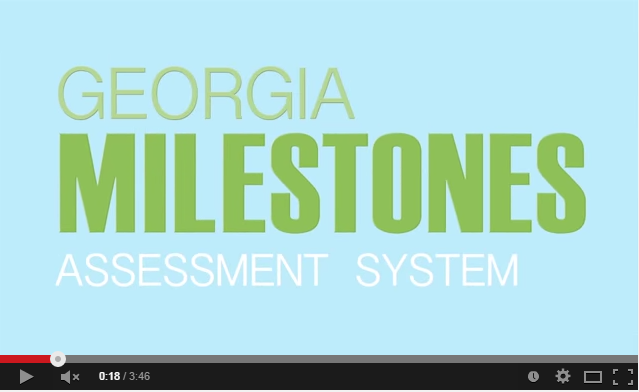 GEORGIA
MILESTONES
ASSESSMENT SYSTEM
0:18 / 3:46